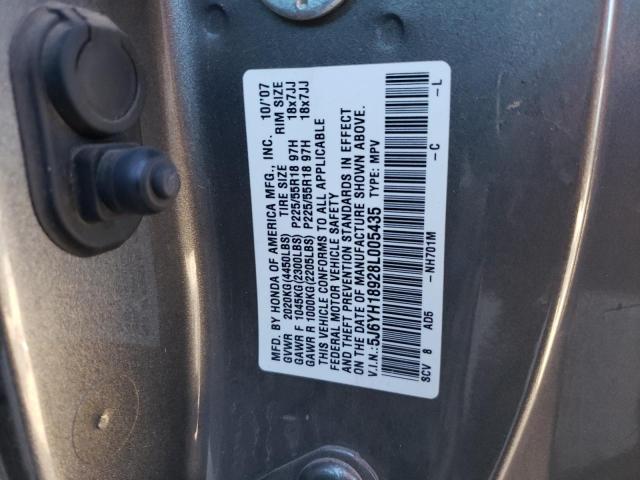 MFD. BY HONDA OF AMERICA MFG., INC. 10/'07
GVWR 2020KG(4450LBS) TIRE SIZE RIM SIZE
GAWR F 1045KG(2300LBS) P225/55R18 97H 18x7JJ
GAWR R 1000KG(2205LBS) P225/55R18 97H 18x7JJ
THIS VEHICLE CONFORMS TO ALL APPLICABLE
FEDERAL MOTOR VEHICLE SAFETY
AND THEFT PREVENTION STANDARDS IN EFFECT
ON THE DATE OF MANUFACTURE SHOWN ABOVE.
V.I.N.: 5J6YH18928L005435 TYPE: MPV
SCV 8 AD5 -NH701M -C -L